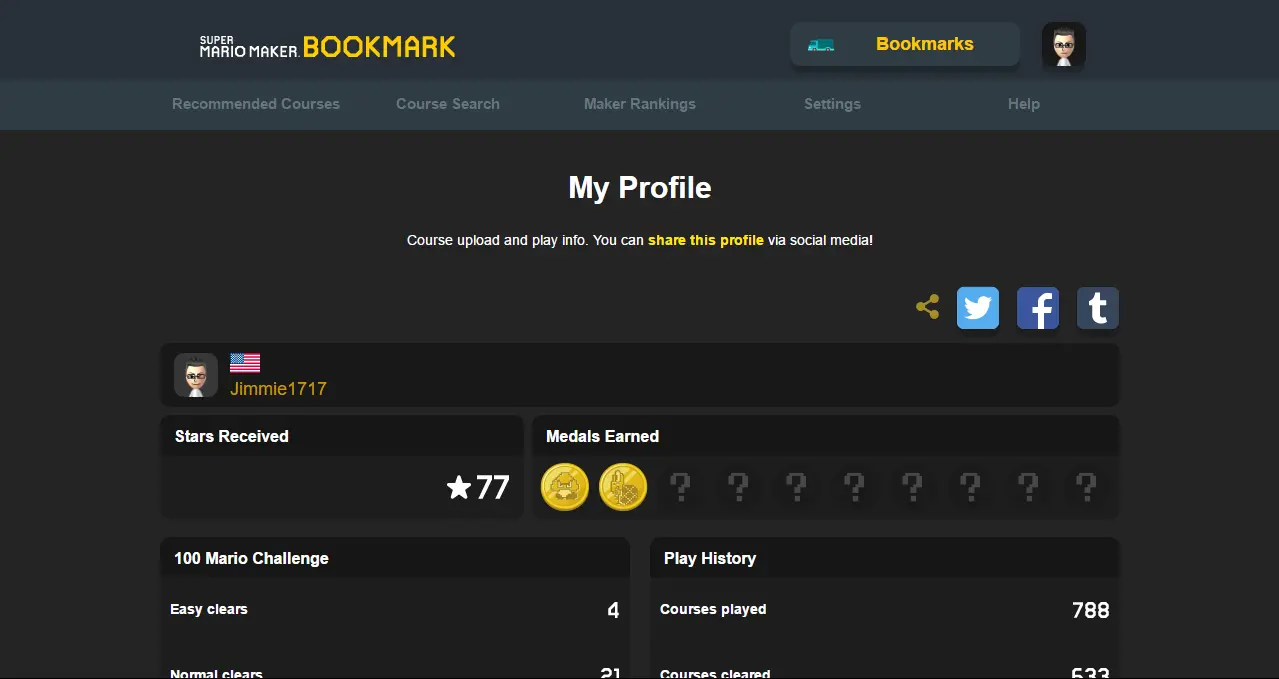 SUPER
MARIO MAKER BOOKMARK
Bookmarks
Recommended Courses Course Search Maker Rankings Settings Help
My Profile
Course upload and play info. You can share this profile via social media!
Jimmie1717
Stars Received Medals Earned
77 ? ? ? ? ? ? ? ?
100 Mario Challenge Play History
Easy clears 4 Courses played 788
Normal clears 21 Courses cleared 633